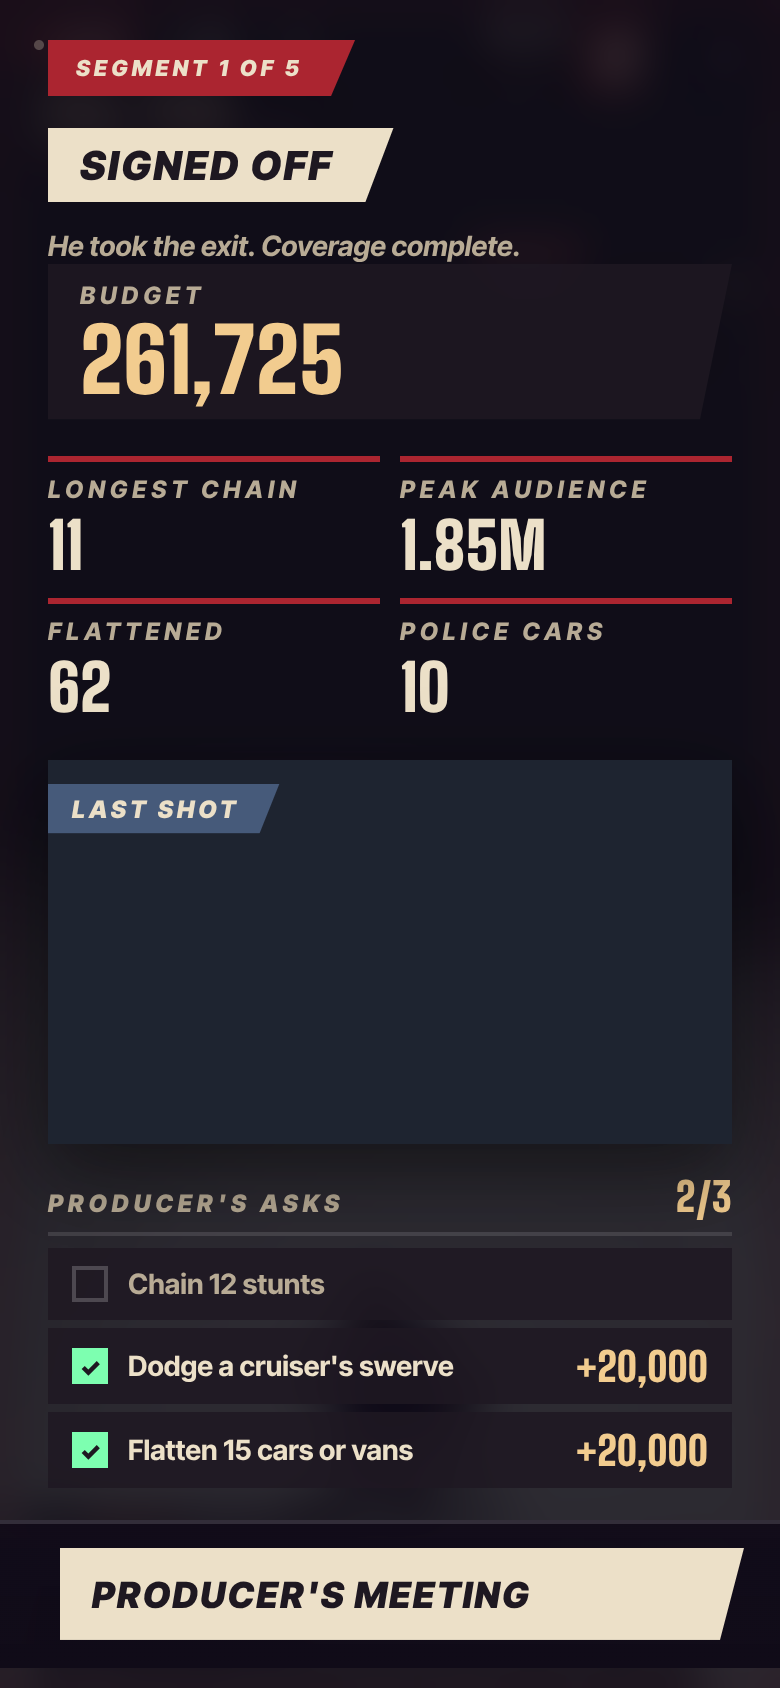 SEGMENT 1 OF 5
SIGNED OFF
He took the exit. Coverage complete.
BUDGET
261,725
LONGEST CHAIN
11
PEAK AUDIENCE
1.85M
FLATTENED
62
POLICE CARS
10
LAST SHOT
PRODUCER'S ASKS
2/3
Chain 12 stunts
Dodge a cruiser's swerve
+20,000
Flatten 15 cars or vans
+20,000
PRODUCER'S MEETING